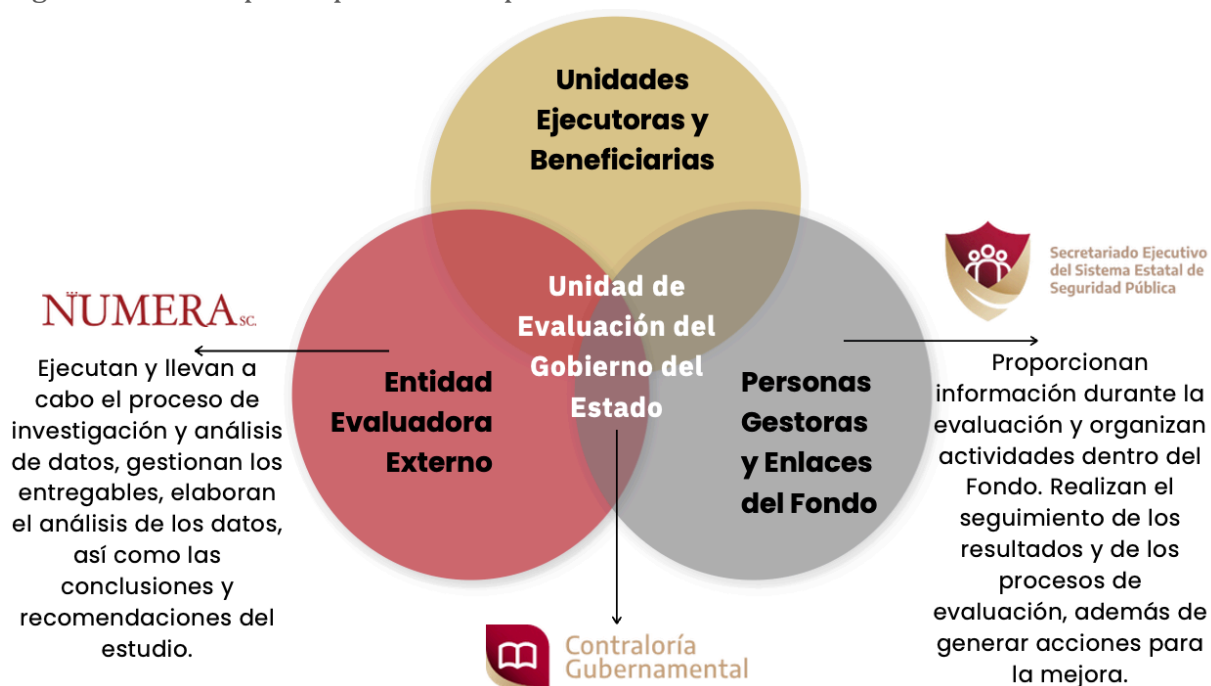 Unidades
Ejecutoras y
Beneficiarias
Unidad de
Evaluación del
Gobierno del
Estado
Entidad
Evaluadora
Externo
Personas
Gestoras
y Enlaces
del Fondo
NUMERA SC.
Ejecutan y llevan a
cabo el proceso de
investigación y análisis
de datos, gestionan los
entregables, elaboran
el análisis de los datos,
así como las
conclusiones y
recomendaciones del
estudio.
Secretariado Ejecutivo
del Sistema Estatal de
Seguridad Pública
Proporcionan
información durante la
evaluación y organizan
actividades dentro del
Fondo. Realizan el
seguimiento de los
resultados y de los
procesos de
evaluación, además de
generar acciones para
la mejora.
Contraloría
Gubernamental